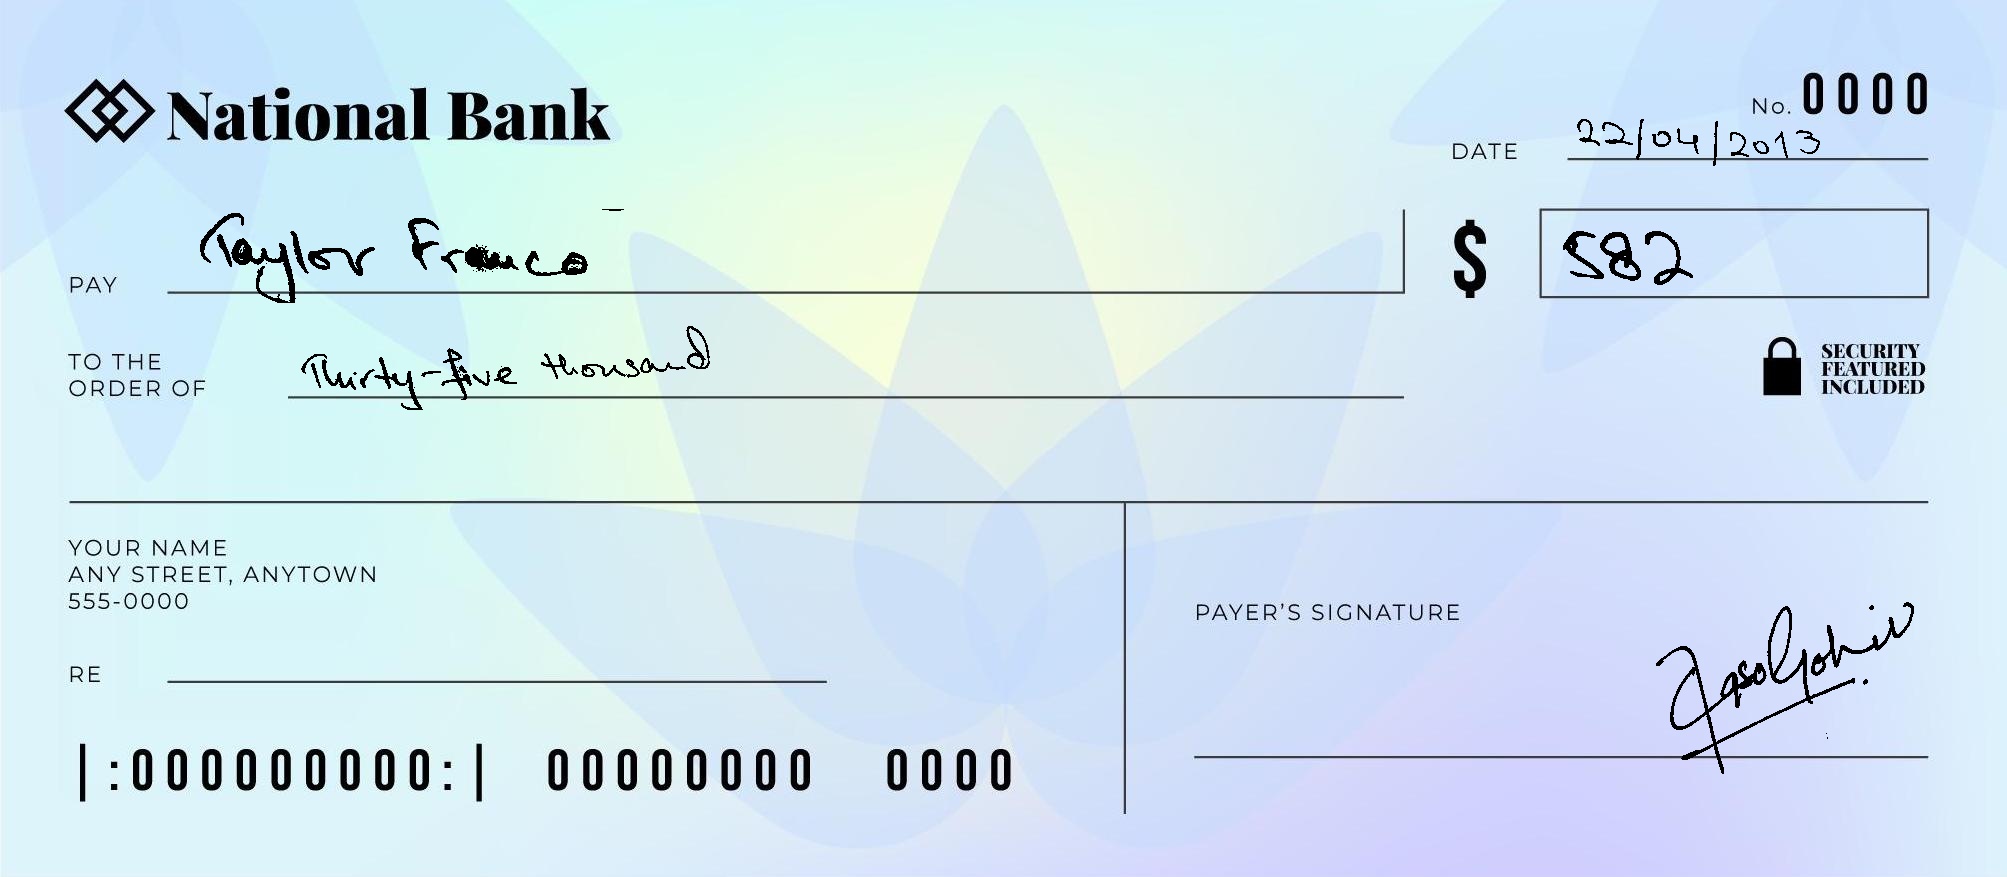 National Bank
No. 0000
DATE 22/04/2013
PAY Taylor Franco
$ 582
TO THE
ORDER OF Thirty-five thousand
SECURITY
FEATURED
INCLUDED
YOUR NAME
ANY STREET, ANYTOWN
555-0000
PAYER'S SIGNATURE
RE
|:000000000:| 00000000 0000